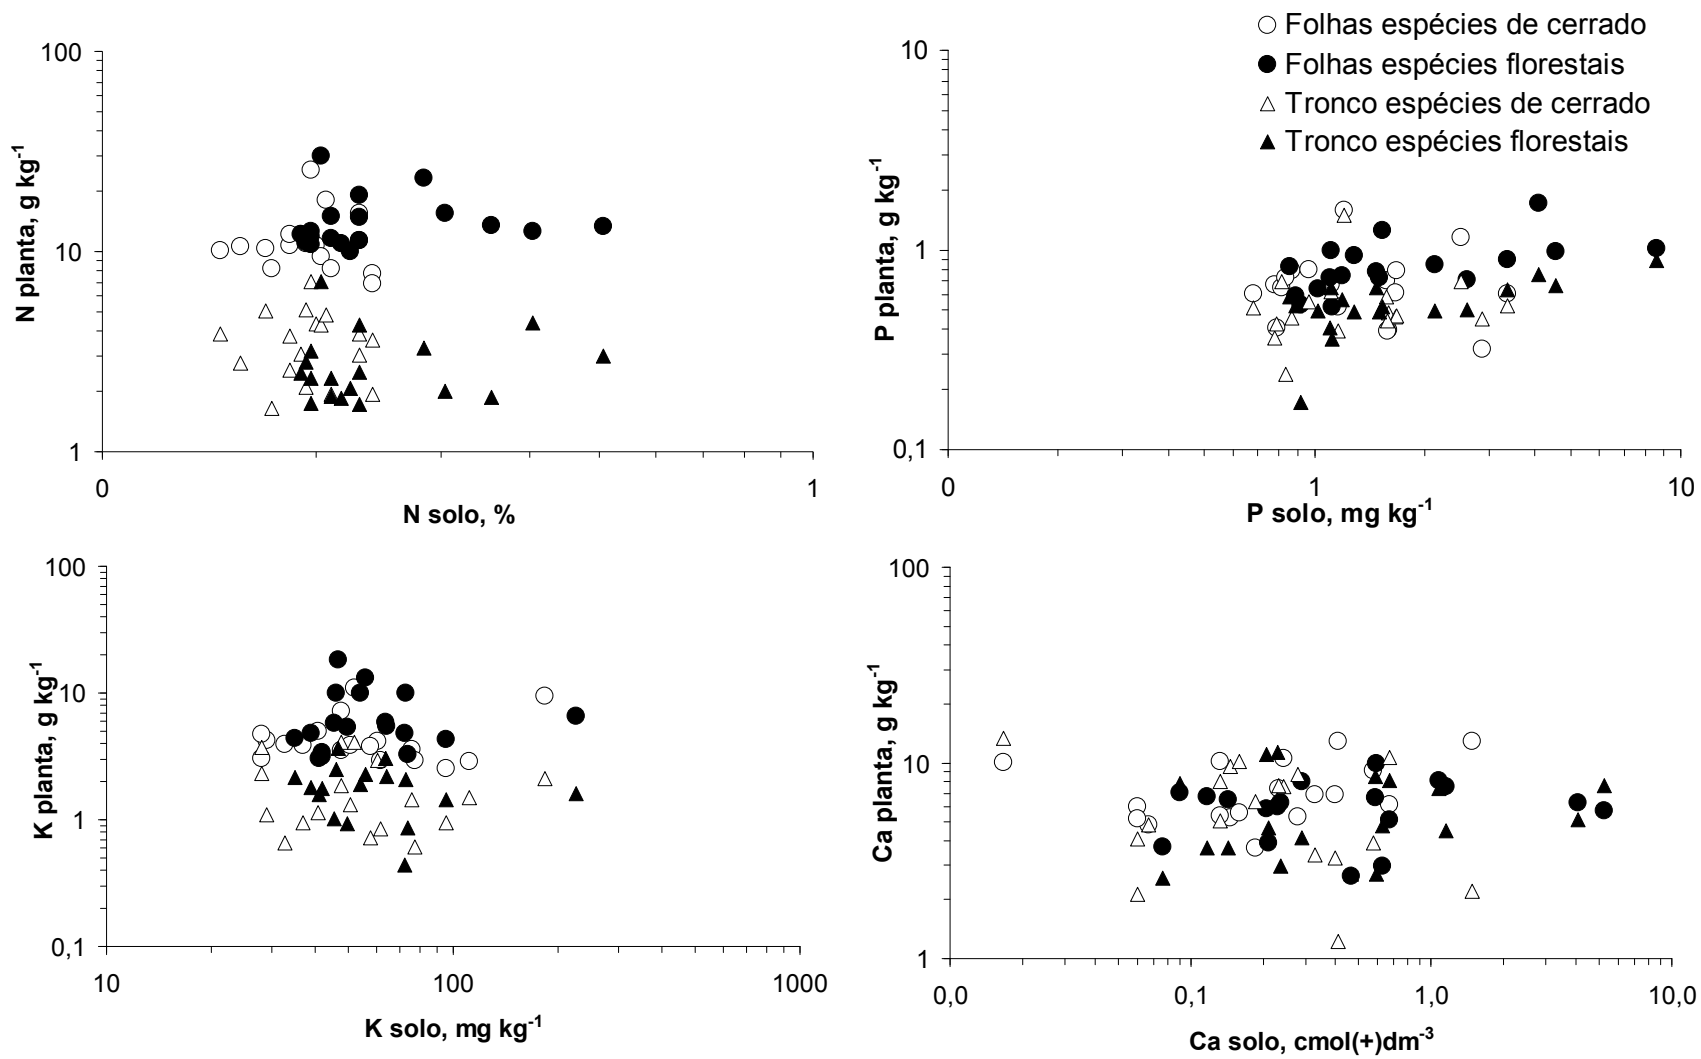 Folhas espécies de cerrado
Folhas espécies florestais
Tronco espécies de cerrado
Tronco espécies florestais
100
10
1
N planta, g kg-1
0
1
N solo, %
10
1
0,1
P planta, g kg-1
0
1
10
P solo, mg kg-1
100
10
1
0,1
K planta, g kg-1
10
100
1000
K solo, mg kg-1
100
10
1
Ca planta, g kg-1
0,0
0,1
1,0
10,0
Ca solo, cmol(+)dm-3